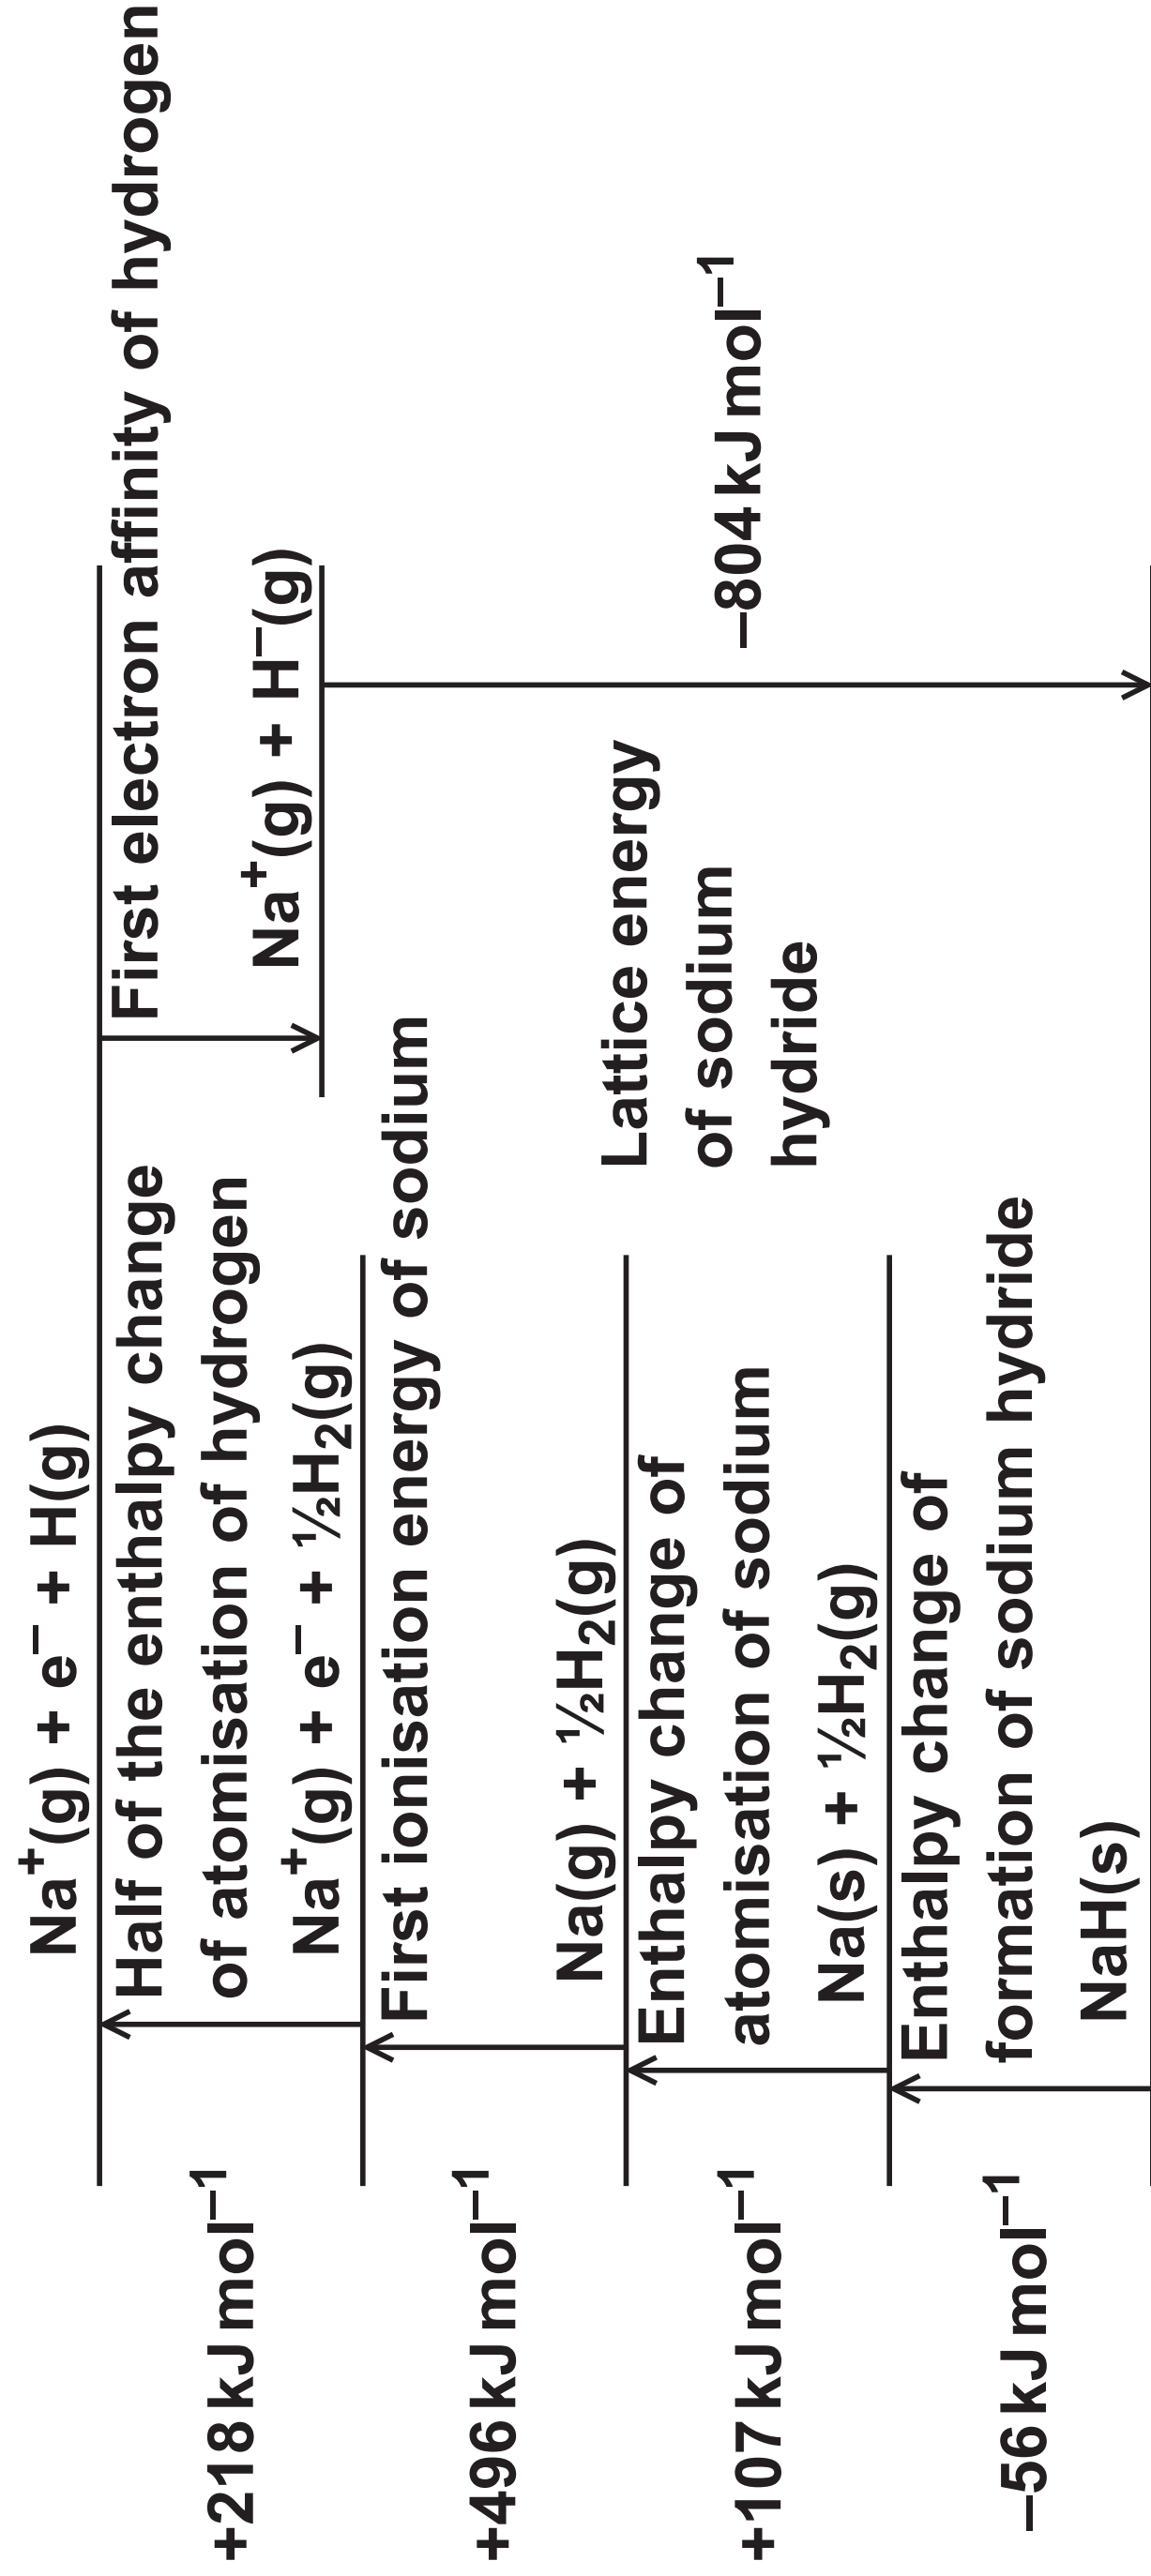 Na⁺(g) + e⁻ + H(g)
+218 kJ mol⁻¹
Half of the enthalpy change
of atomisation of hydrogen
First electron affinity of hydrogen
Na⁺(g) + e⁻ + ½H₂(g)
Na⁺(g) + H⁻(g)
+496 kJ mol⁻¹
First ionisation energy of sodium
Na(g) + ½H₂(g)
Lattice energy
of sodium
hydride
–804 kJ mol⁻¹
+107 kJ mol⁻¹
Enthalpy change of
atomisation of sodium
Na(s) + ½H₂(g)
–56 kJ mol⁻¹
Enthalpy change of
formation of sodium hydride
NaH(s)